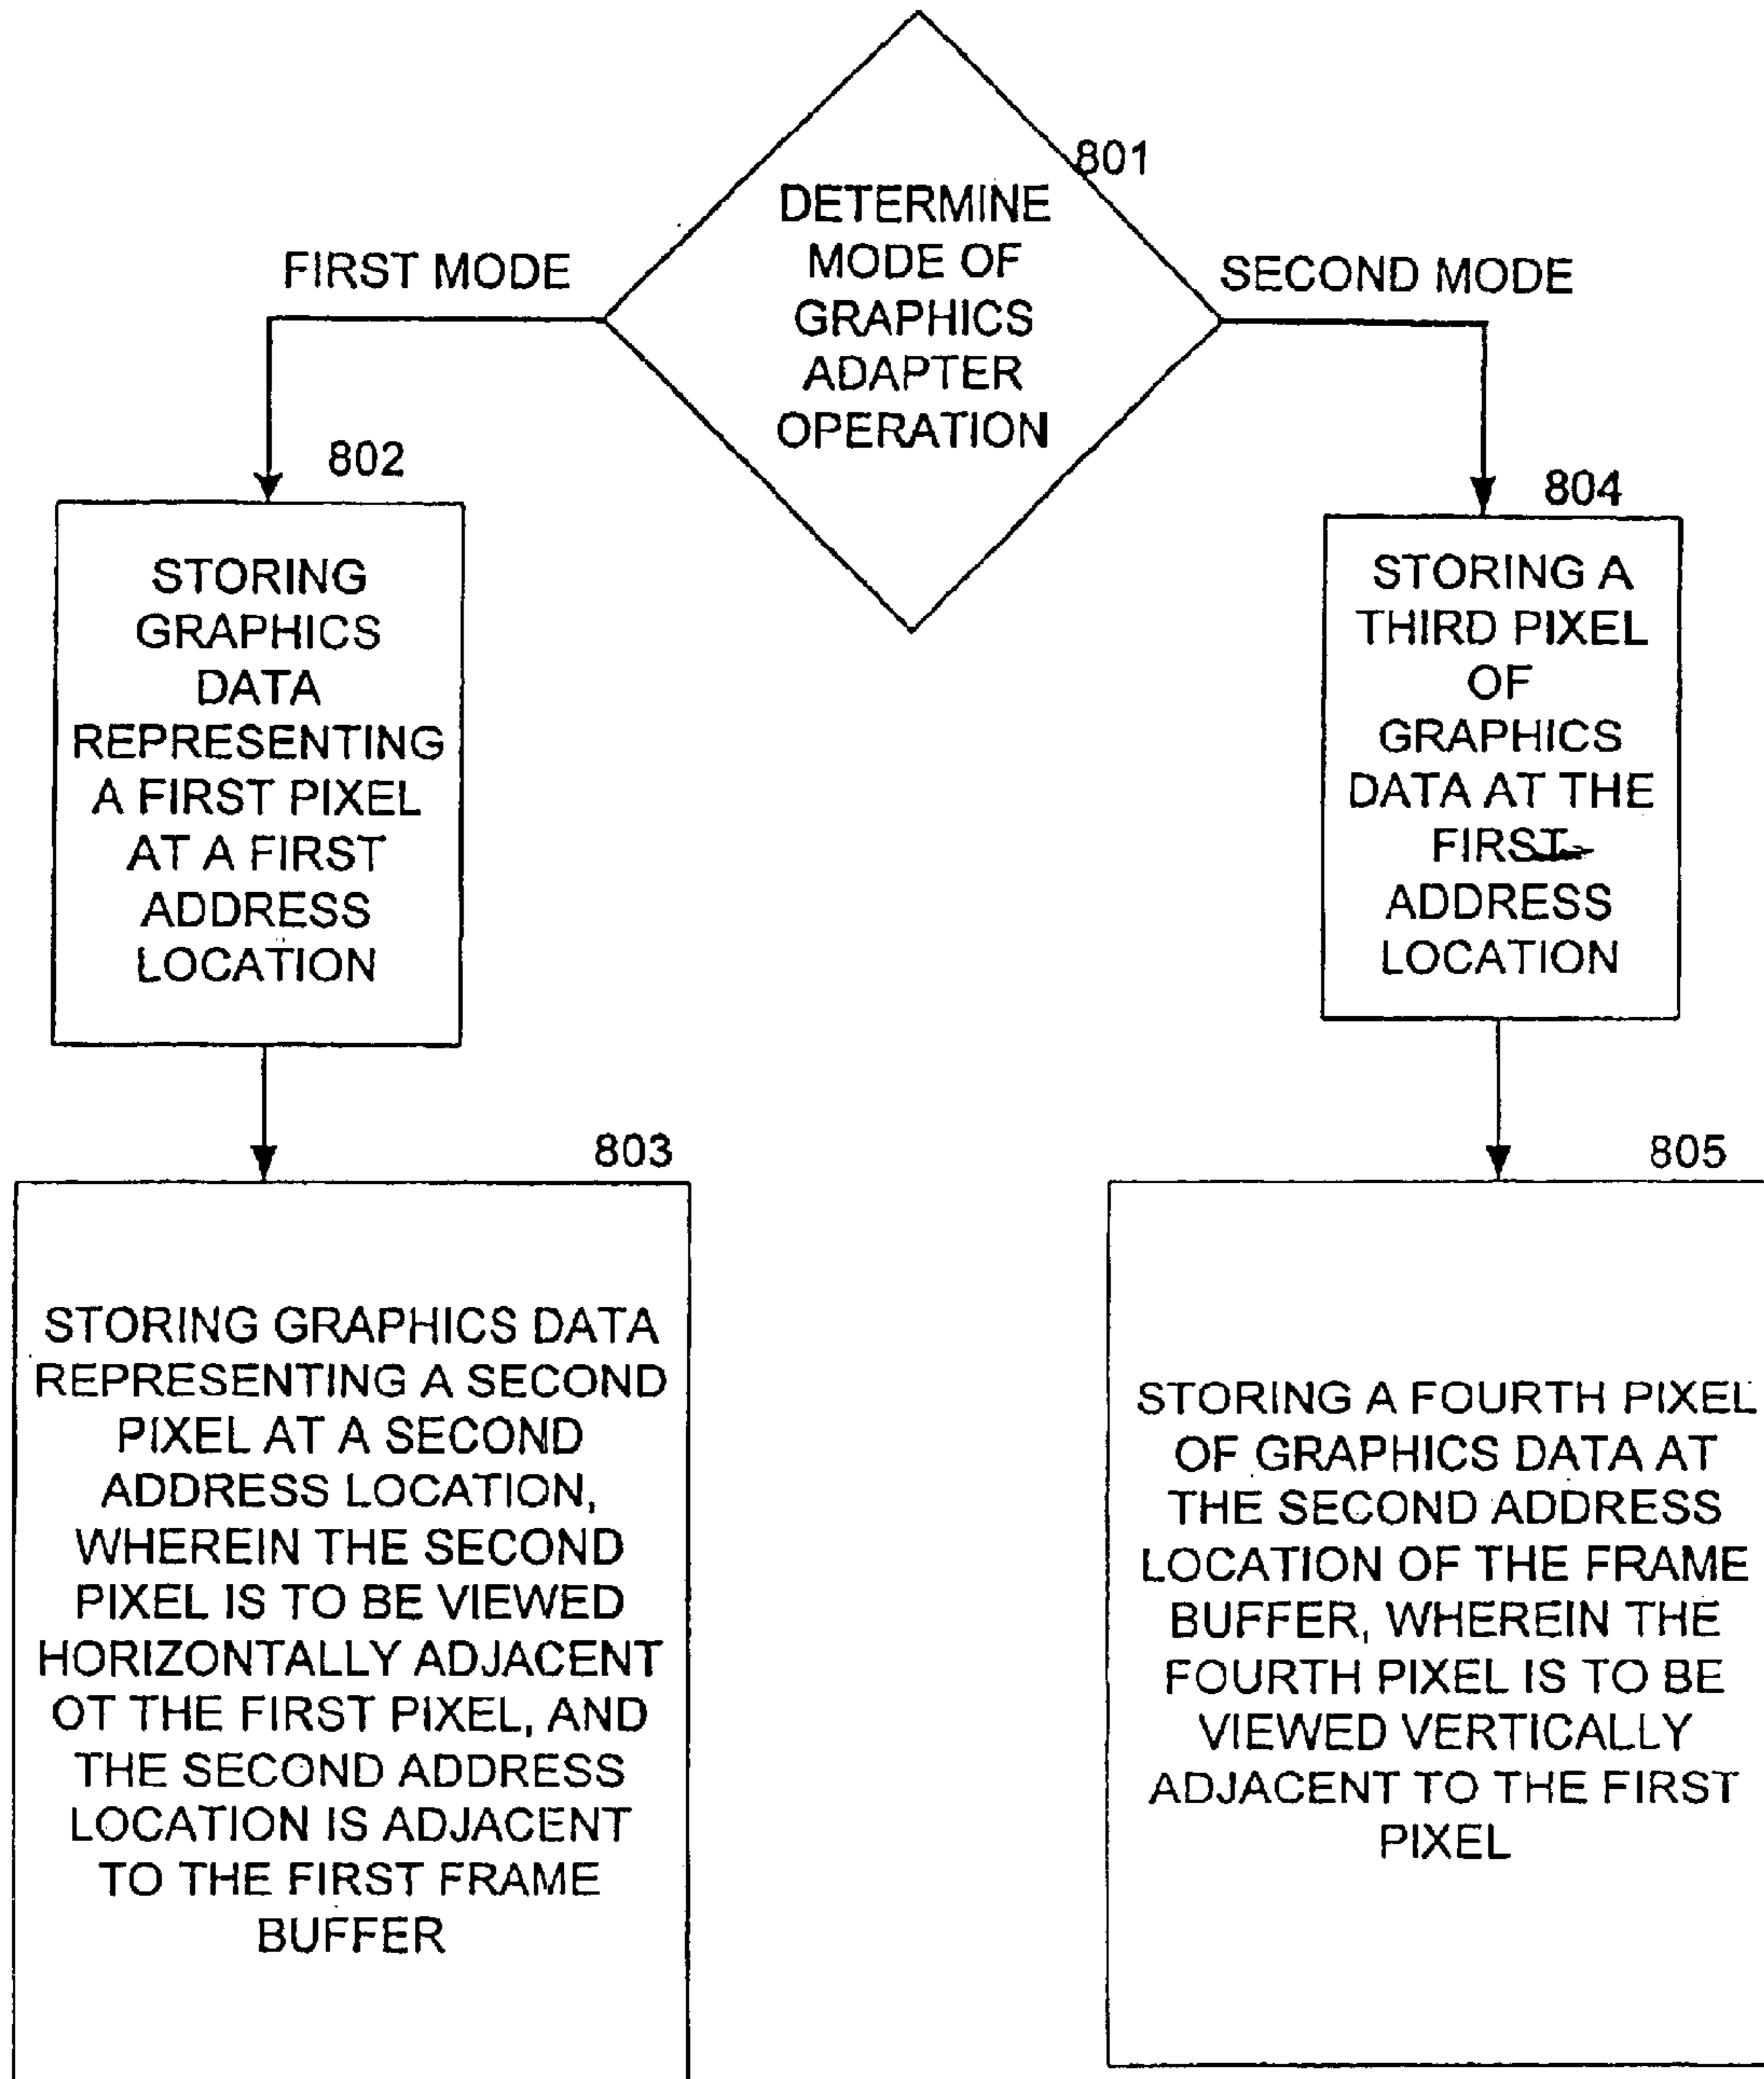 801
DETERMINE
MODE OF
GRAPHICS
ADAPTER
OPERATION
FIRST MODE
SECOND MODE
802
STORING
GRAPHICS
DATA
REPRESENTING
A FIRST PIXEL
AT A FIRST
ADDRESS
LOCATION
804
STORING A
THIRD PIXEL
OF
GRAPHICS
DATA AT THE
FIRST
ADDRESS
LOCATION
803
STORING GRAPHICS DATA
REPRESENTING A SECOND
PIXEL AT A SECOND
ADDRESS LOCATION,
WHEREIN THE SECOND
PIXEL IS TO BE VIEWED
HORIZONTALLY ADJACENT
OT THE FIRST PIXEL, AND
THE SECOND ADDRESS
LOCATION IS ADJACENT
TO THE FIRST FRAME
BUFFER
805
STORING A FOURTH PIXEL
OF GRAPHICS DATA AT
THE SECOND ADDRESS
LOCATION OF THE FRAME
BUFFER, WHEREIN THE
FOURTH PIXEL IS TO BE
VIEWED VERTICALLY
ADJACENT TO THE FIRST
PIXEL